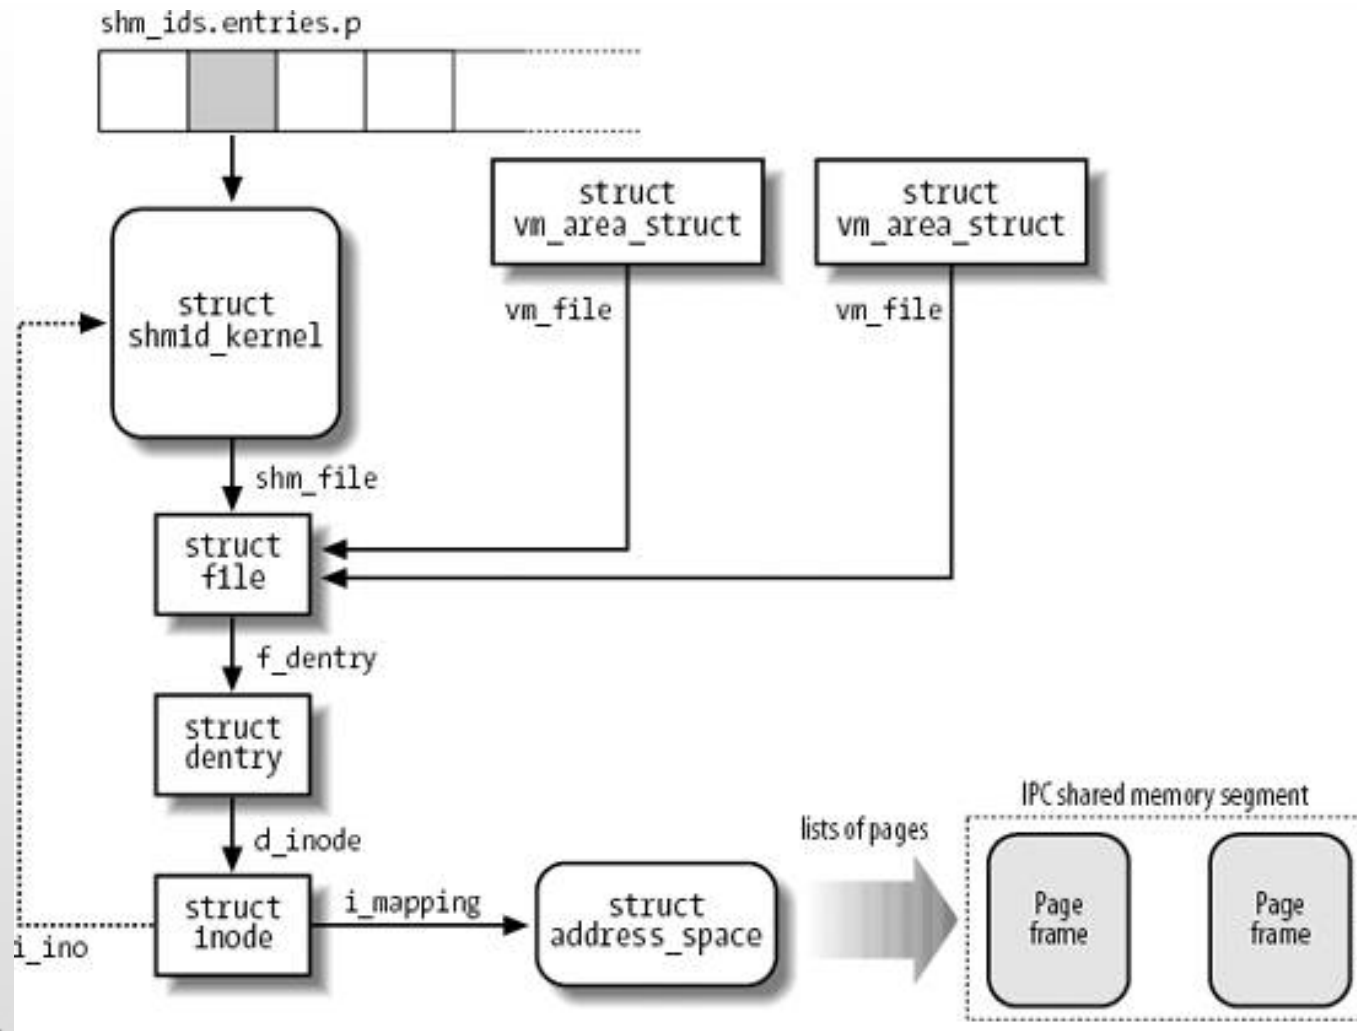 shm_ids.entries.p
struct
vm_area_struct
struct
vm_area_struct
struct
shmid_kernel
vm_file
vm_file
shm_file
struct
file
f_dentry
struct
dentry
d_inode
struct
inode
i_ino
i_mapping
struct
address_space
lists of pages
IPC shared memory segment
Page
frame
Page
frame